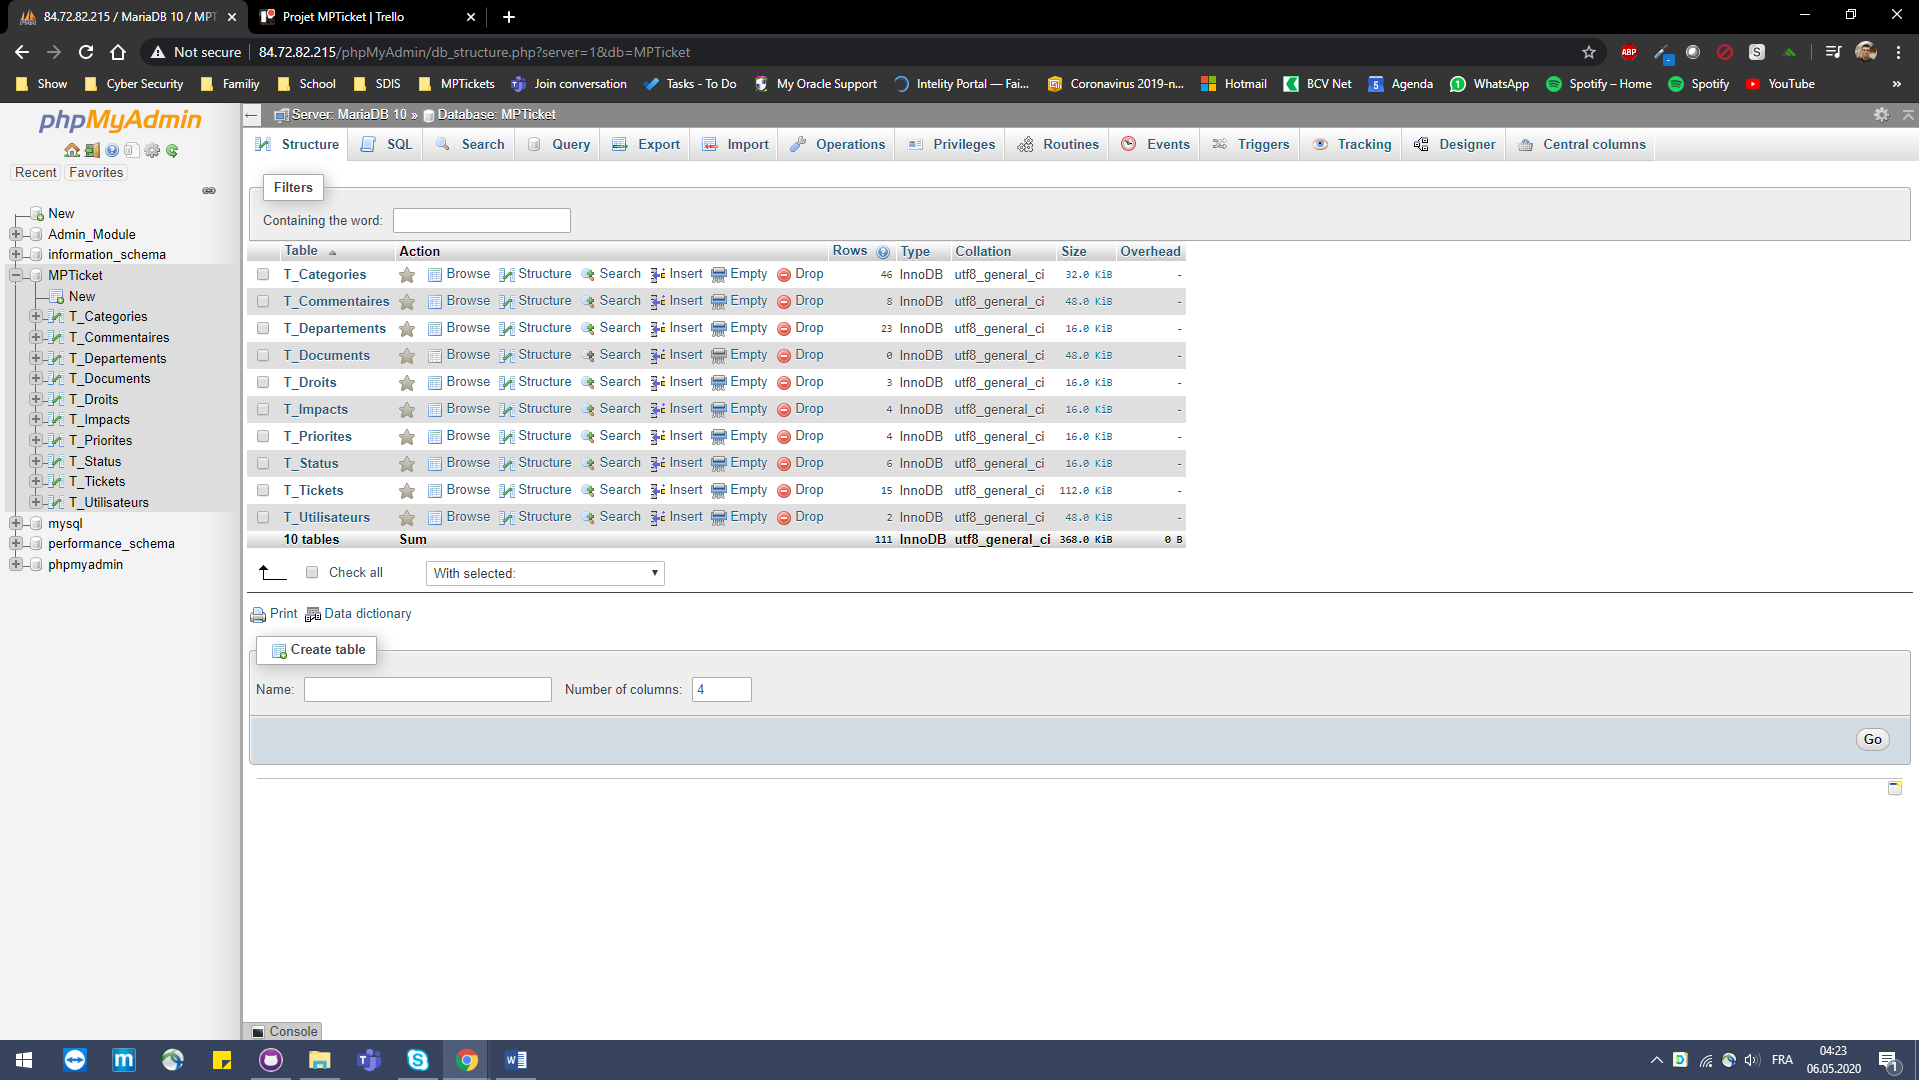 84.72.82.215 / MariaDB 10 / MPT
Projet MPTicket | Trello
Not secure 84.72.82.215/phpMyAdmin/db_structure.php?server=1&db=MPTicket
ABP
S
Show Cyber Security Familiy School SDIS MPTickets Join conversation Tasks - To Do My Oracle Support Intelity Portal — Fai... Coronavirus 2019-n... Hotmail BCV Net 5 Agenda WhatsApp Spotify – Home Spotify YouTube »
phpMyAdmin
Recent Favorites
New
Admin_Module
information_schema
MPTicket
New
T_Categories
T_Commentaires
T_Departements
T_Documents
T_Droits
T_Impacts
T_Priorites
T_Status
T_Tickets
T_Utilisateurs
mysql
performance_schema
phpmyadmin
Server: MariaDB 10 » Database: MPTicket
Structure SQL Search Query Export Import Operations Privileges Routines Events Triggers Tracking Designer Central columns
Filters
Containing the word:
Table Action Rows Type Collation Size Overhead
T_Categories Browse Structure Search Insert Empty Drop 46 InnoDB utf8_general_ci 32.0 KiB -
T_Commentaires Browse Structure Search Insert Empty Drop 8 InnoDB utf8_general_ci 48.0 KiB -
T_Departements Browse Structure Search Insert Empty Drop 23 InnoDB utf8_general_ci 16.0 KiB -
T_Documents Browse Structure Search Insert Empty Drop 0 InnoDB utf8_general_ci 48.0 KiB -
T_Droits Browse Structure Search Insert Empty Drop 3 InnoDB utf8_general_ci 16.0 KiB -
T_Impacts Browse Structure Search Insert Empty Drop 4 InnoDB utf8_general_ci 16.0 KiB -
T_Priorites Browse Structure Search Insert Empty Drop 4 InnoDB utf8_general_ci 16.0 KiB -
T_Status Browse Structure Search Insert Empty Drop 6 InnoDB utf8_general_ci 16.0 KiB -
T_Tickets Browse Structure Search Insert Empty Drop 15 InnoDB utf8_general_ci 112.0 KiB -
T_Utilisateurs Browse Structure Search Insert Empty Drop 2 InnoDB utf8_general_ci 48.0 KiB -
10 tables Sum 111 InnoDB utf8_general_ci 368.0 KiB 0 B
Check all With selected:
Print Data dictionary
Create table
Name: Number of columns: 4
Go
Console
FRA
04:23
06.05.2020
1